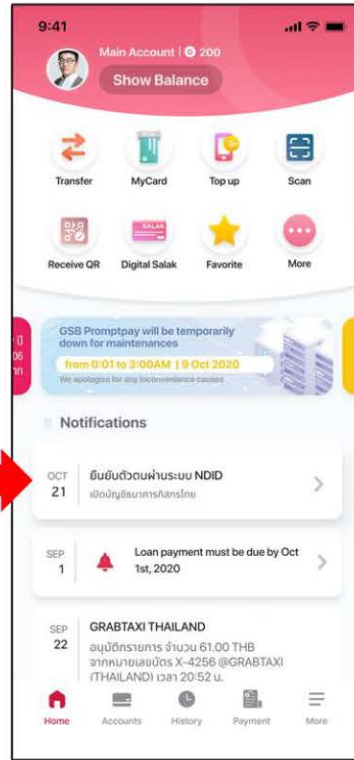 9:41
Main Account | G 200
Show Balance
Transfer
MyCard
Top up
Scan
SALAK
Receive QR
Digital Salak
Favorite
More
06
GSB Promptpay will be temporarily
down for maintenances
from 0:01 to 3:00AM | 9 Oct 2020
We apologize for any inconvenience causes
Notifications
OCT
21
ยืนยันตัวตนผ่านระบบ NDID
เปิดบัญชีธนาคารกสิกรไทย
SEP
1
Loan payment must be due by Oct
1st, 2020
SEP
22
GRABTAXI THAILAND
อนุมัติรายการ จำนวน 61.00 THB
จากหมายเลขบัตร X-4256 @GRABTAXI
(THAILAND) เวลา 20:52 น.
Home
Accounts
History
Payment
More